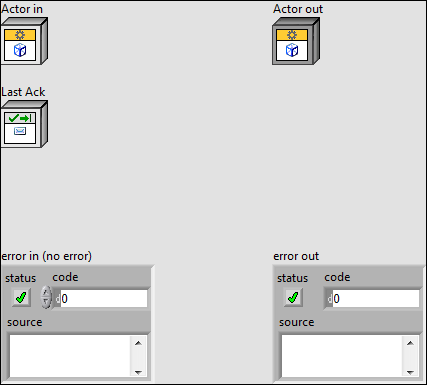 Actor in
Actor out
Last Ack
error in (no error)
error out
status
code
status
code
0
0
source
source